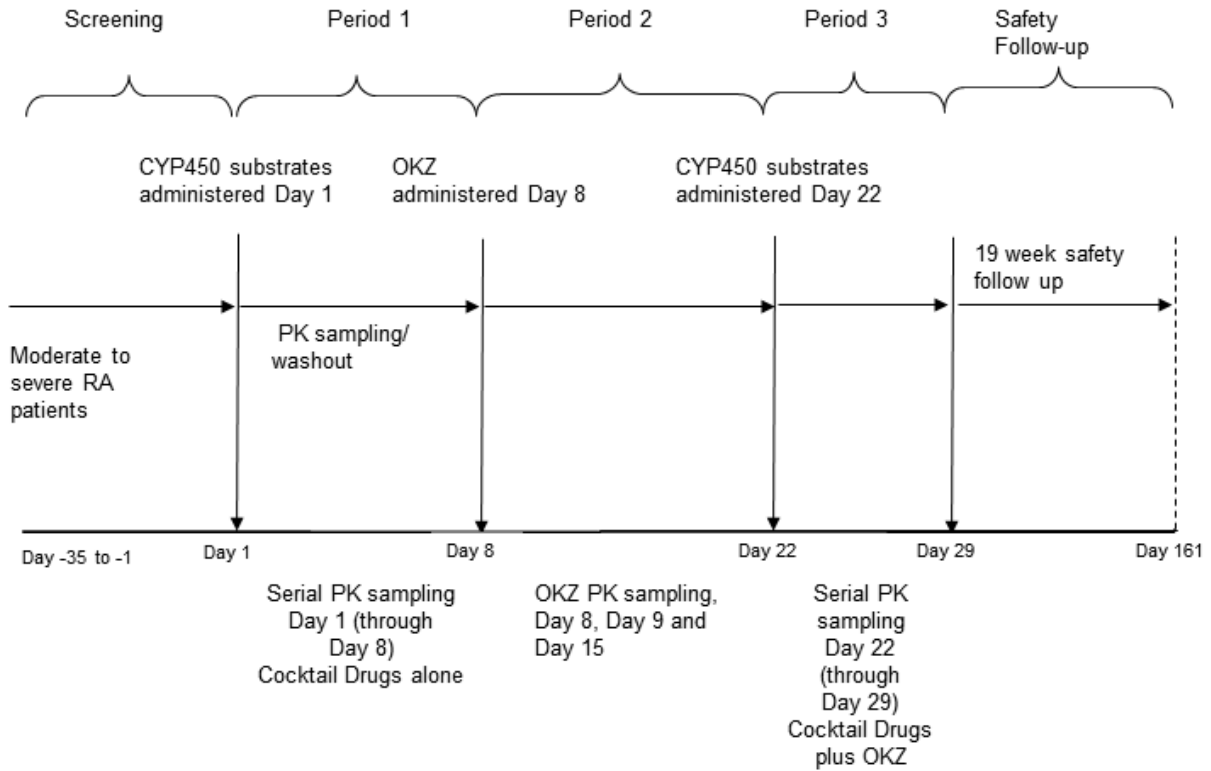 Screening
Period 1
Period 2
Period 3
Safety
Follow-up
CYP450 substrates
administered Day 1
OKZ
administered Day 8
CYP450 substrates
administered Day 22
19 week safety
follow up
PK sampling/
washout
Moderate to
severe RA
patients
Day -35 to -1
Day 1
Day 8
Day 22
Day 29
Day 161
Serial PK sampling
Day 1 (through
Day 8)
Cocktail Drugs alone
OKZ PK sampling,
Day 8, Day 9 and
Day 15
Serial PK
sampling
Day 22
(through
Day 29)
Cocktail Drugs
plus OKZ